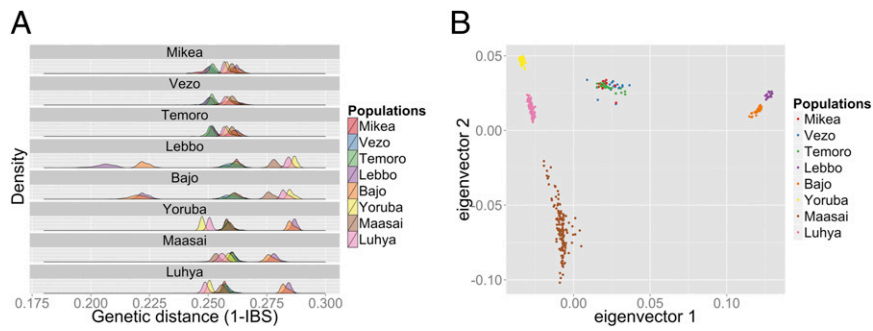 A
Mikea
Vezo
Temoro
Lebbo
Bajo
Yoruba
Maasai
Luhya
Density
0.175 0.200 0.225 0.250 0.275 0.300
Genetic distance (1-IBS)
Populations
Mikea
Vezo
Temoro
Lebbo
Bajo
Yoruba
Maasai
Luhya
B
0.05
0.00
-0.05
-0.10
eigenvector 2
0.00 0.05 0.10
eigenvector 1
Populations
Mikea
Vezo
Temoro
Lebbo
Bajo
Yoruba
Maasai
Luhya